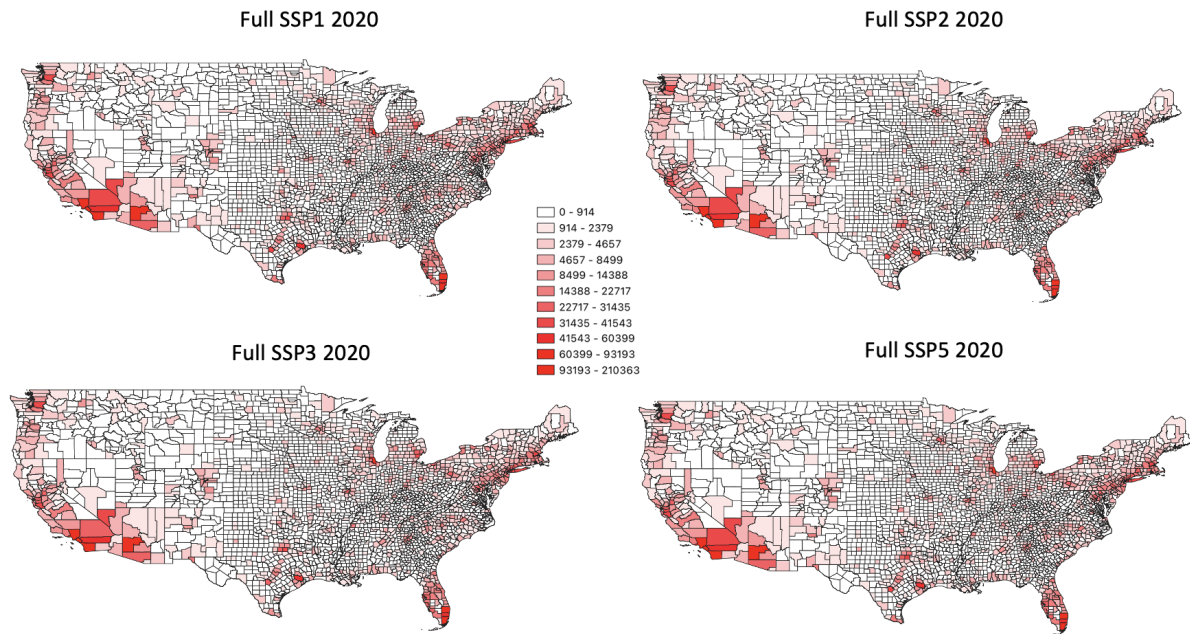 Full SSP1 2020
Full SSP2 2020
0 - 914
914 - 2379
2379 - 4657
4657 - 8499
8499 - 14388
14388 - 22717
22717 - 31435
31435 - 41543
41543 - 60399
60399 - 93193
93193 - 210363
Full SSP3 2020
Full SSP5 2020